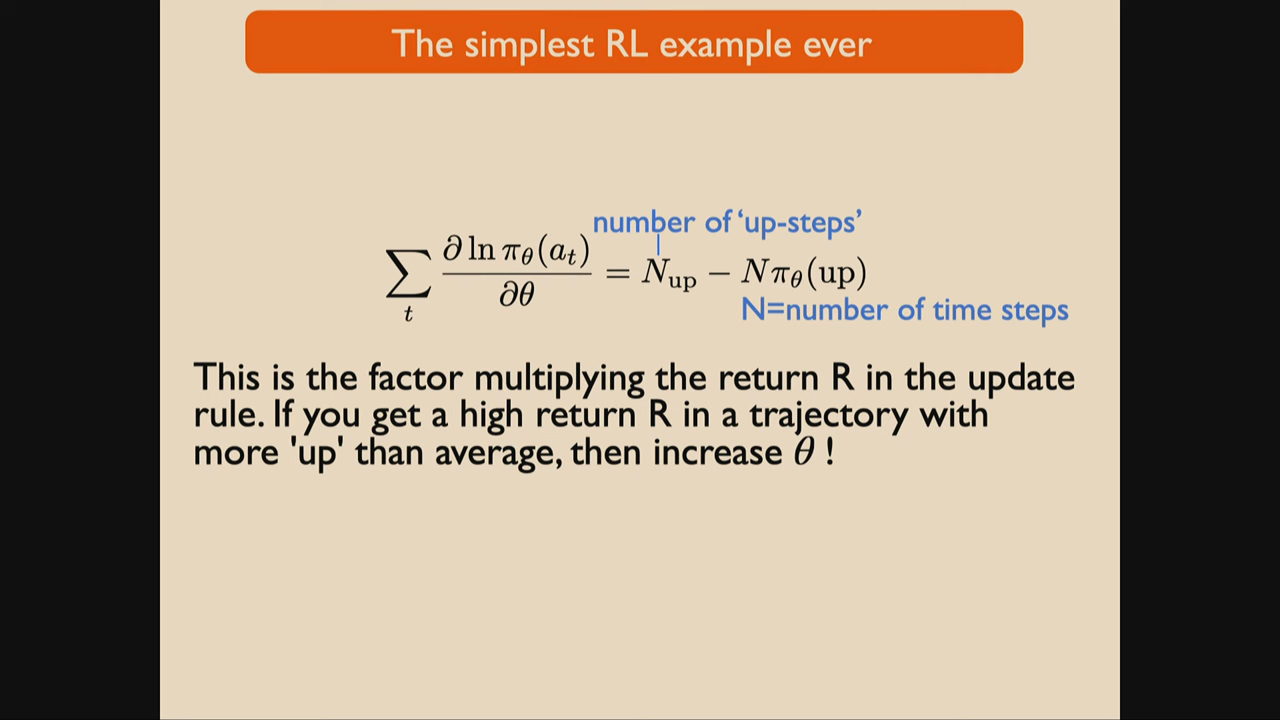 The simplest RL example ever
number of ‘up-steps’
∑_t ∂ ln π_θ(a_t) / ∂θ = N_up − Nπ_θ(up)
N=number of time steps
This is the factor multiplying the return R in the update
rule. If you get a high return R in a trajectory with
more 'up' than average, then increase θ !